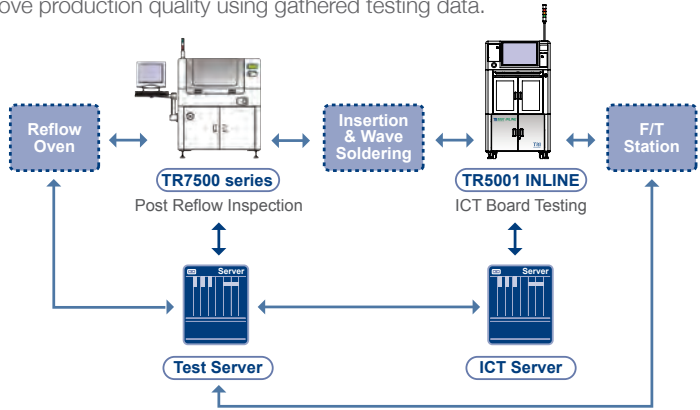 ove production quality using gathered testing data.
Reflow
Oven
Insertion
& Wave
Soldering
F/T
Station
TR7500 series
TR5001 INLINE
Post Reflow Inspection
ICT Board Testing
Server
Server
Test Server
ICT Server